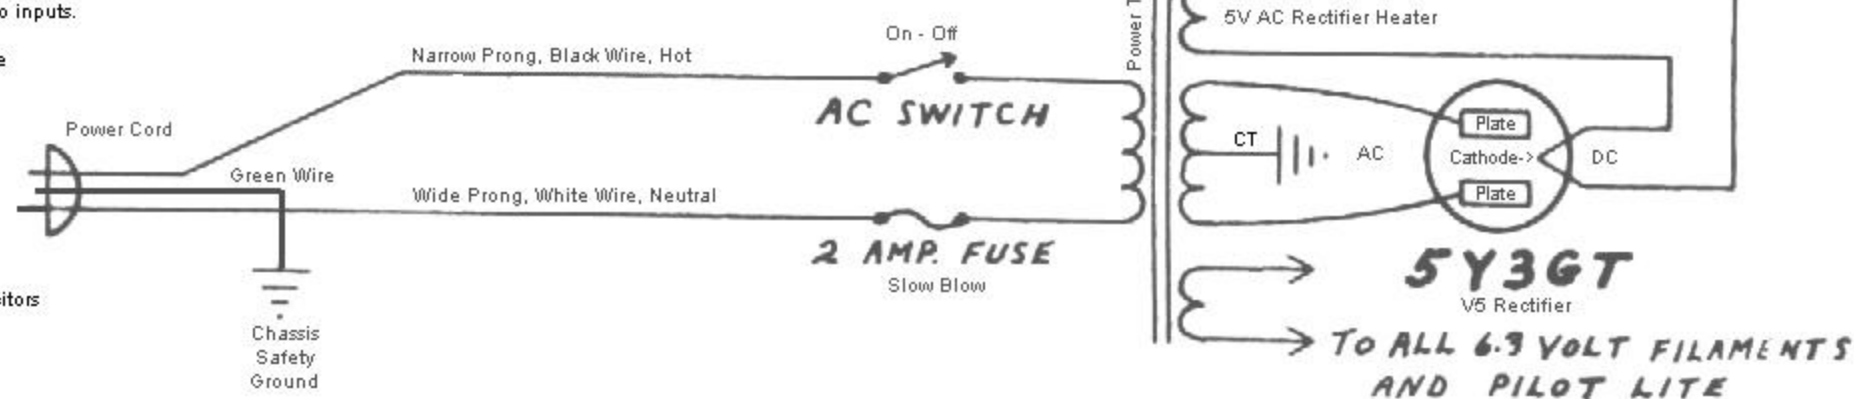 o inputs.
5V AC Rectifier Heater
On - Off
Narrow Prong, Black Wire, Hot
Power
AC SWITCH
Power Cord
Plate
CT
AC
Cathode->
DC
Green Wire
Wide Prong, White Wire, Neutral
Plate
2 AMP. FUSE
Slow Blow
5Y3GT
V5 Rectifier
itors
Chassis
Safety
Ground
TO ALL 6.3 VOLT FILAMENTS
AND PILOT LITE